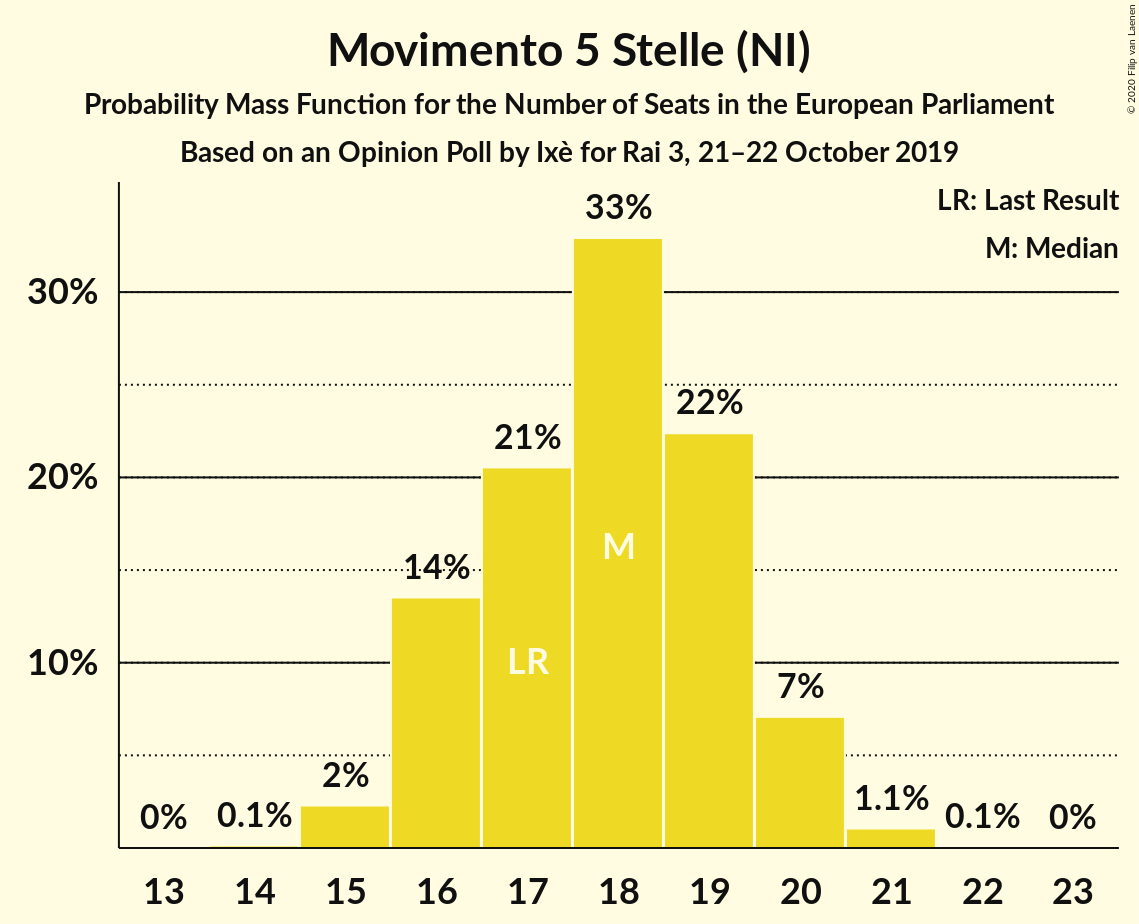 Movimento 5 Stelle (NI)
Probability Mass Function for the Number of Seats in the European Parliament
Based on an Opinion Poll by Ixè for Rai 3, 21–22 October 2019
© 2020 Filip van Laenen
LR: Last Result
M: Median
33%
30%
22%
21%
20%
M
14%
LR
10%
7%
2%
1.1%
0%
0.1%
0.1%
0%
13 14 15 16 17 18 19 20 21 22 23